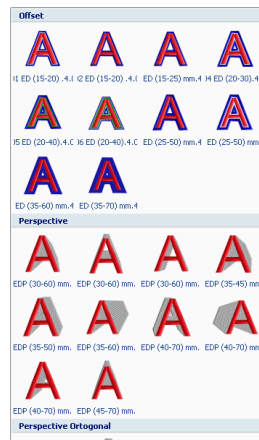 Offset
ED (15-20) .4.
ED (15-20) .4.
ED (15-25) mm.4
ED (20-30).4
ED (20-40).4.C
ED (20-40).4.C
ED (25-50) mm.4
ED (25-50) mm
ED (35-60) mm.4
ED (35-70) mm.4
Perspective
EDP (30-60) mm.
EDP (30-60) mm.
EDP (30-60) mm.
EDP (35-45) mm
EDP (35-50) mm.
EDP (35-60) mm.
EDP (40-70) mm.
EDP (40-70) mm
EDP (40-70) mm.
EDP (45-70) mm.
Perspective Ortogonal